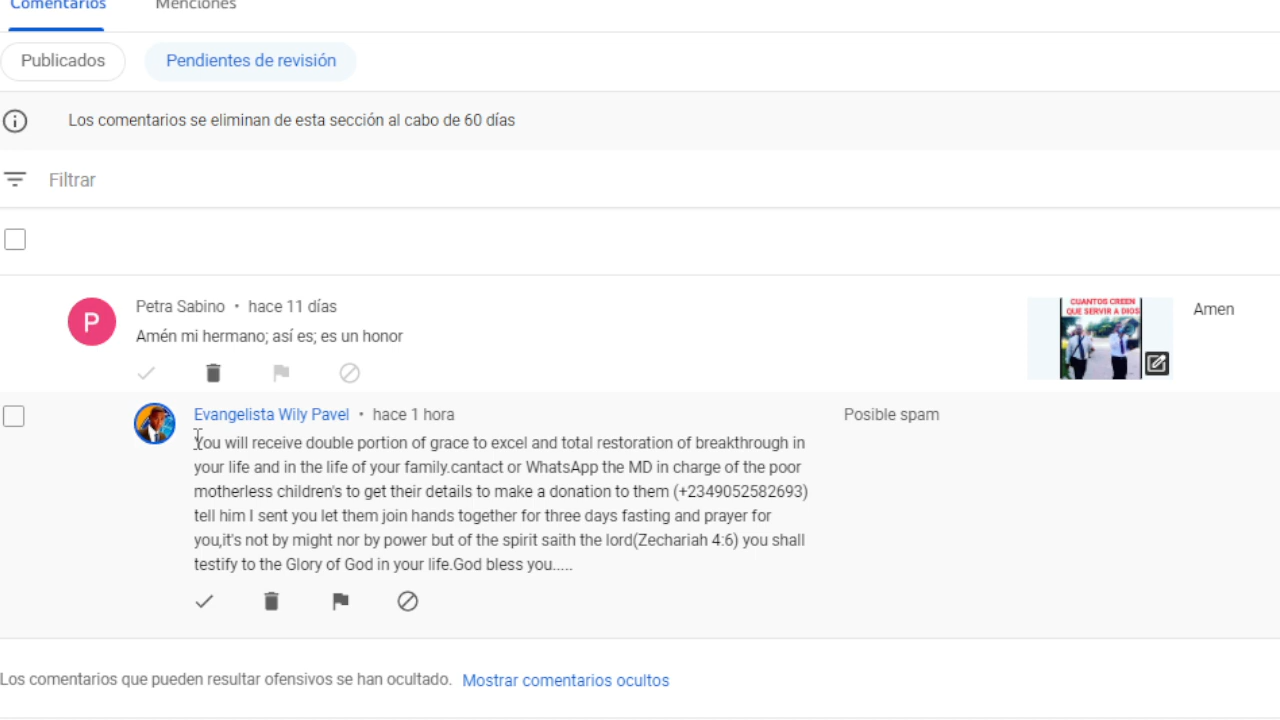 Comentarios
Menciones
Publicados
Pendientes de revisión
Los comentarios se eliminan de esta sección al cabo de 60 días
Filtrar
P
Petra Sabino • hace 11 días
Amén mi hermano; así es; es un honor
CUANTOS CREEN
QUE SERVIR A DIOS
Amen
Evangelista Wily Pavel • hace 1 hora
Posible spam
You will receive double portion of grace to excel and total restoration of breakthrough in
your life and in the life of your family.cantact or WhatsApp the MD in charge of the poor
motherless children's to get their details to make a donation to them (+2349052582693)
tell him I sent you let them join hands together for three days fasting and prayer for
you,it's not by might nor by power but of the spirit saith the lord(Zechariah 4:6) you shall
testify to the Glory of God in your life.God bless you.....
Los comentarios que pueden resultar ofensivos se han ocultado. Mostrar comentarios ocultos